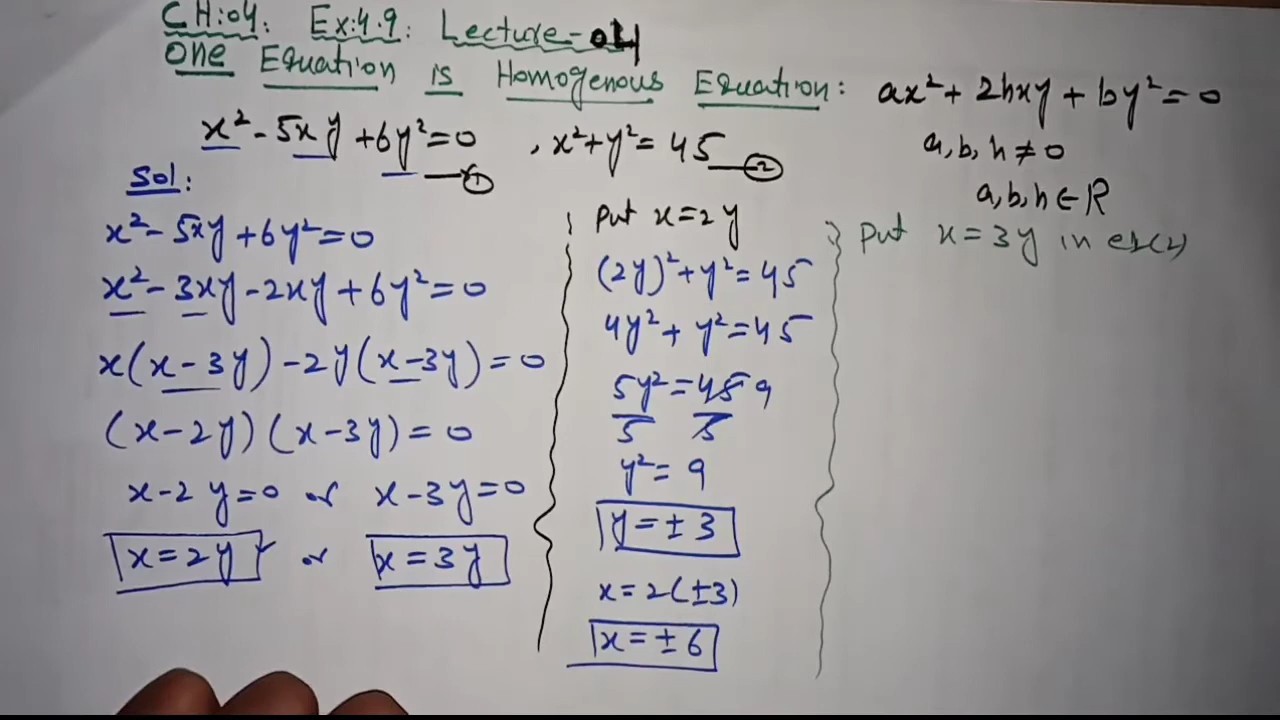 CH:04: Ex:4.9: Lecture-04
One Equation is Homogenous Equation: ax²+2hxy+by²=0
x²-5xy+6y²=0 ①, x²+y²=45 ②
a,b,h≠0
a,b,h∈R
Sol:
x²-5xy+6y²=0
x²-3xy-2xy+6y²=0
x(x-3y)-2y(x-3y)=0
(x-2y)(x-3y)=0
x-2y=0 or x-3y=0
x=2y or x=3y
put x=2y
(2y)²+y²=45
4y²+y²=45
5y²=45 9
5 5
y²=9
y=±3
x=2(±3)
x=±6
put x=3y in eq(2)